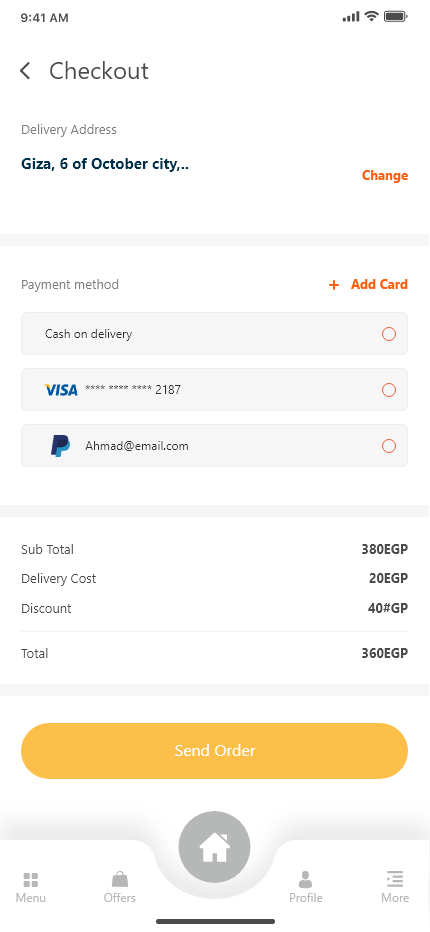 9:41 AM
Checkout
Delivery Address
Giza, 6 of October city,..
Change
Payment method
+ Add Card
Cash on delivery
VISA **** **** **** 2187
Ahmad@email.com
Sub Total 380EGP
Delivery Cost 20EGP
Discount 40#GP
Total 360EGP
Send Order
Menu Offers Profile More